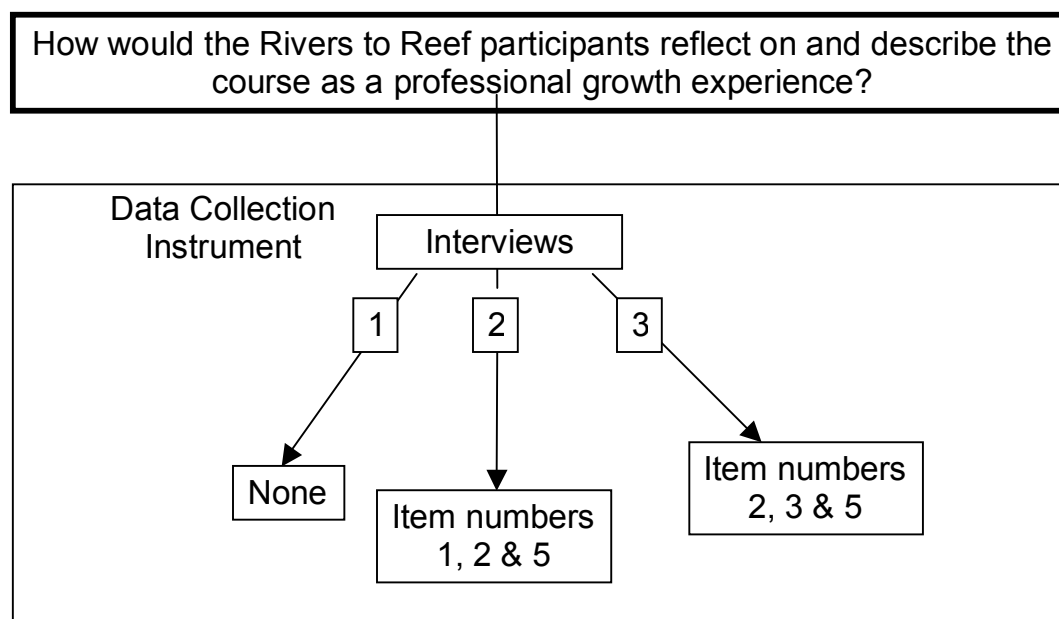 How would the Rivers to Reef participants reflect on and describe the
course as a professional growth experience?
Data Collection
Instrument
Interviews
1
2
3
None
Item numbers
1, 2 & 5
Item numbers
2, 3 & 5